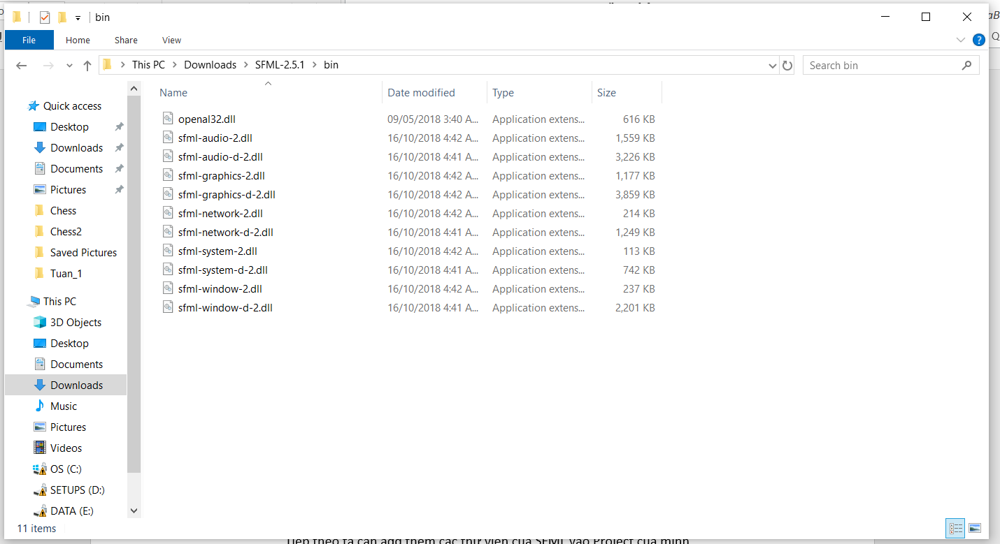 bin
File Home Share View
This PC Downloads SFML-2.5.1 bin Search bin
Name Date modified Type Size
openal32.dll 09/05/2018 3:40 A... Application extens... 616 KB
sfml-audio-2.dll 16/10/2018 4:42 A... Application extens... 1,559 KB
sfml-audio-d-2.dll 16/10/2018 4:41 A... Application extens... 3,226 KB
sfml-graphics-2.dll 16/10/2018 4:42 A... Application extens... 1,177 KB
sfml-graphics-d-2.dll 16/10/2018 4:42 A... Application extens... 3,859 KB
sfml-network-2.dll 16/10/2018 4:42 A... Application extens... 214 KB
sfml-network-d-2.dll 16/10/2018 4:41 A... Application extens... 1,249 KB
sfml-system-2.dll 16/10/2018 4:42 A... Application extens... 113 KB
sfml-system-d-2.dll 16/10/2018 4:41 A... Application extens... 742 KB
sfml-window-2.dll 16/10/2018 4:42 A... Application extens... 237 KB
sfml-window-d-2.dll 16/10/2018 4:41 A... Application extens... 2,201 KB
Quick access
Desktop
Downloads
Documents
Pictures
Chess
Chess2
Saved Pictures
Tuan_1
This PC
3D Objects
Desktop
Documents
Downloads
Music
Pictures
Videos
OS (C:)
SETUPS (D:)
DATA (E:)
11 items
Tiếp theo ta cần add thêm các thư viện của SFML vào Project của mình